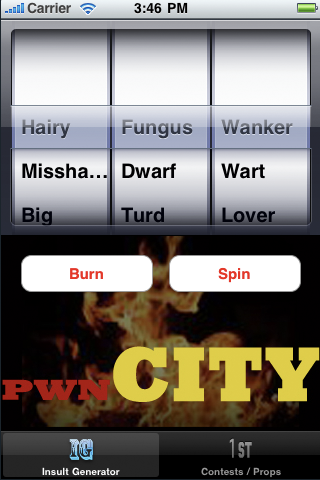 Carrier 3:46 PM
Hairy Fungus Wanker
Missha... Dwarf Wart
Big Turd Lover
Burn Spin
PWN CITY
IG 1ST
Insult Generator Contests / Props